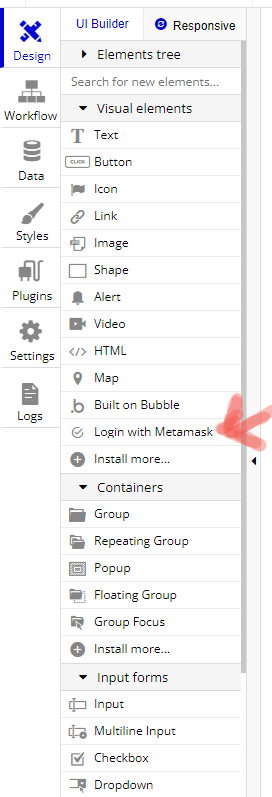 UI Builder
Responsive
Design
Elements tree
Search for new elements...
Visual elements
Workflow
Text
Button
CLICK
Icon
Data
Link
Image
Styles
Shape
Alert
Plugins
Video
HTML
Settings
Map
Built on Bubble
Logs
Login with Metamask
Install more...
Containers
Group
Repeating Group
Popup
Floating Group
Group Focus
Install more...
Input forms
Input
Multiline Input
Checkbox
Dropdown